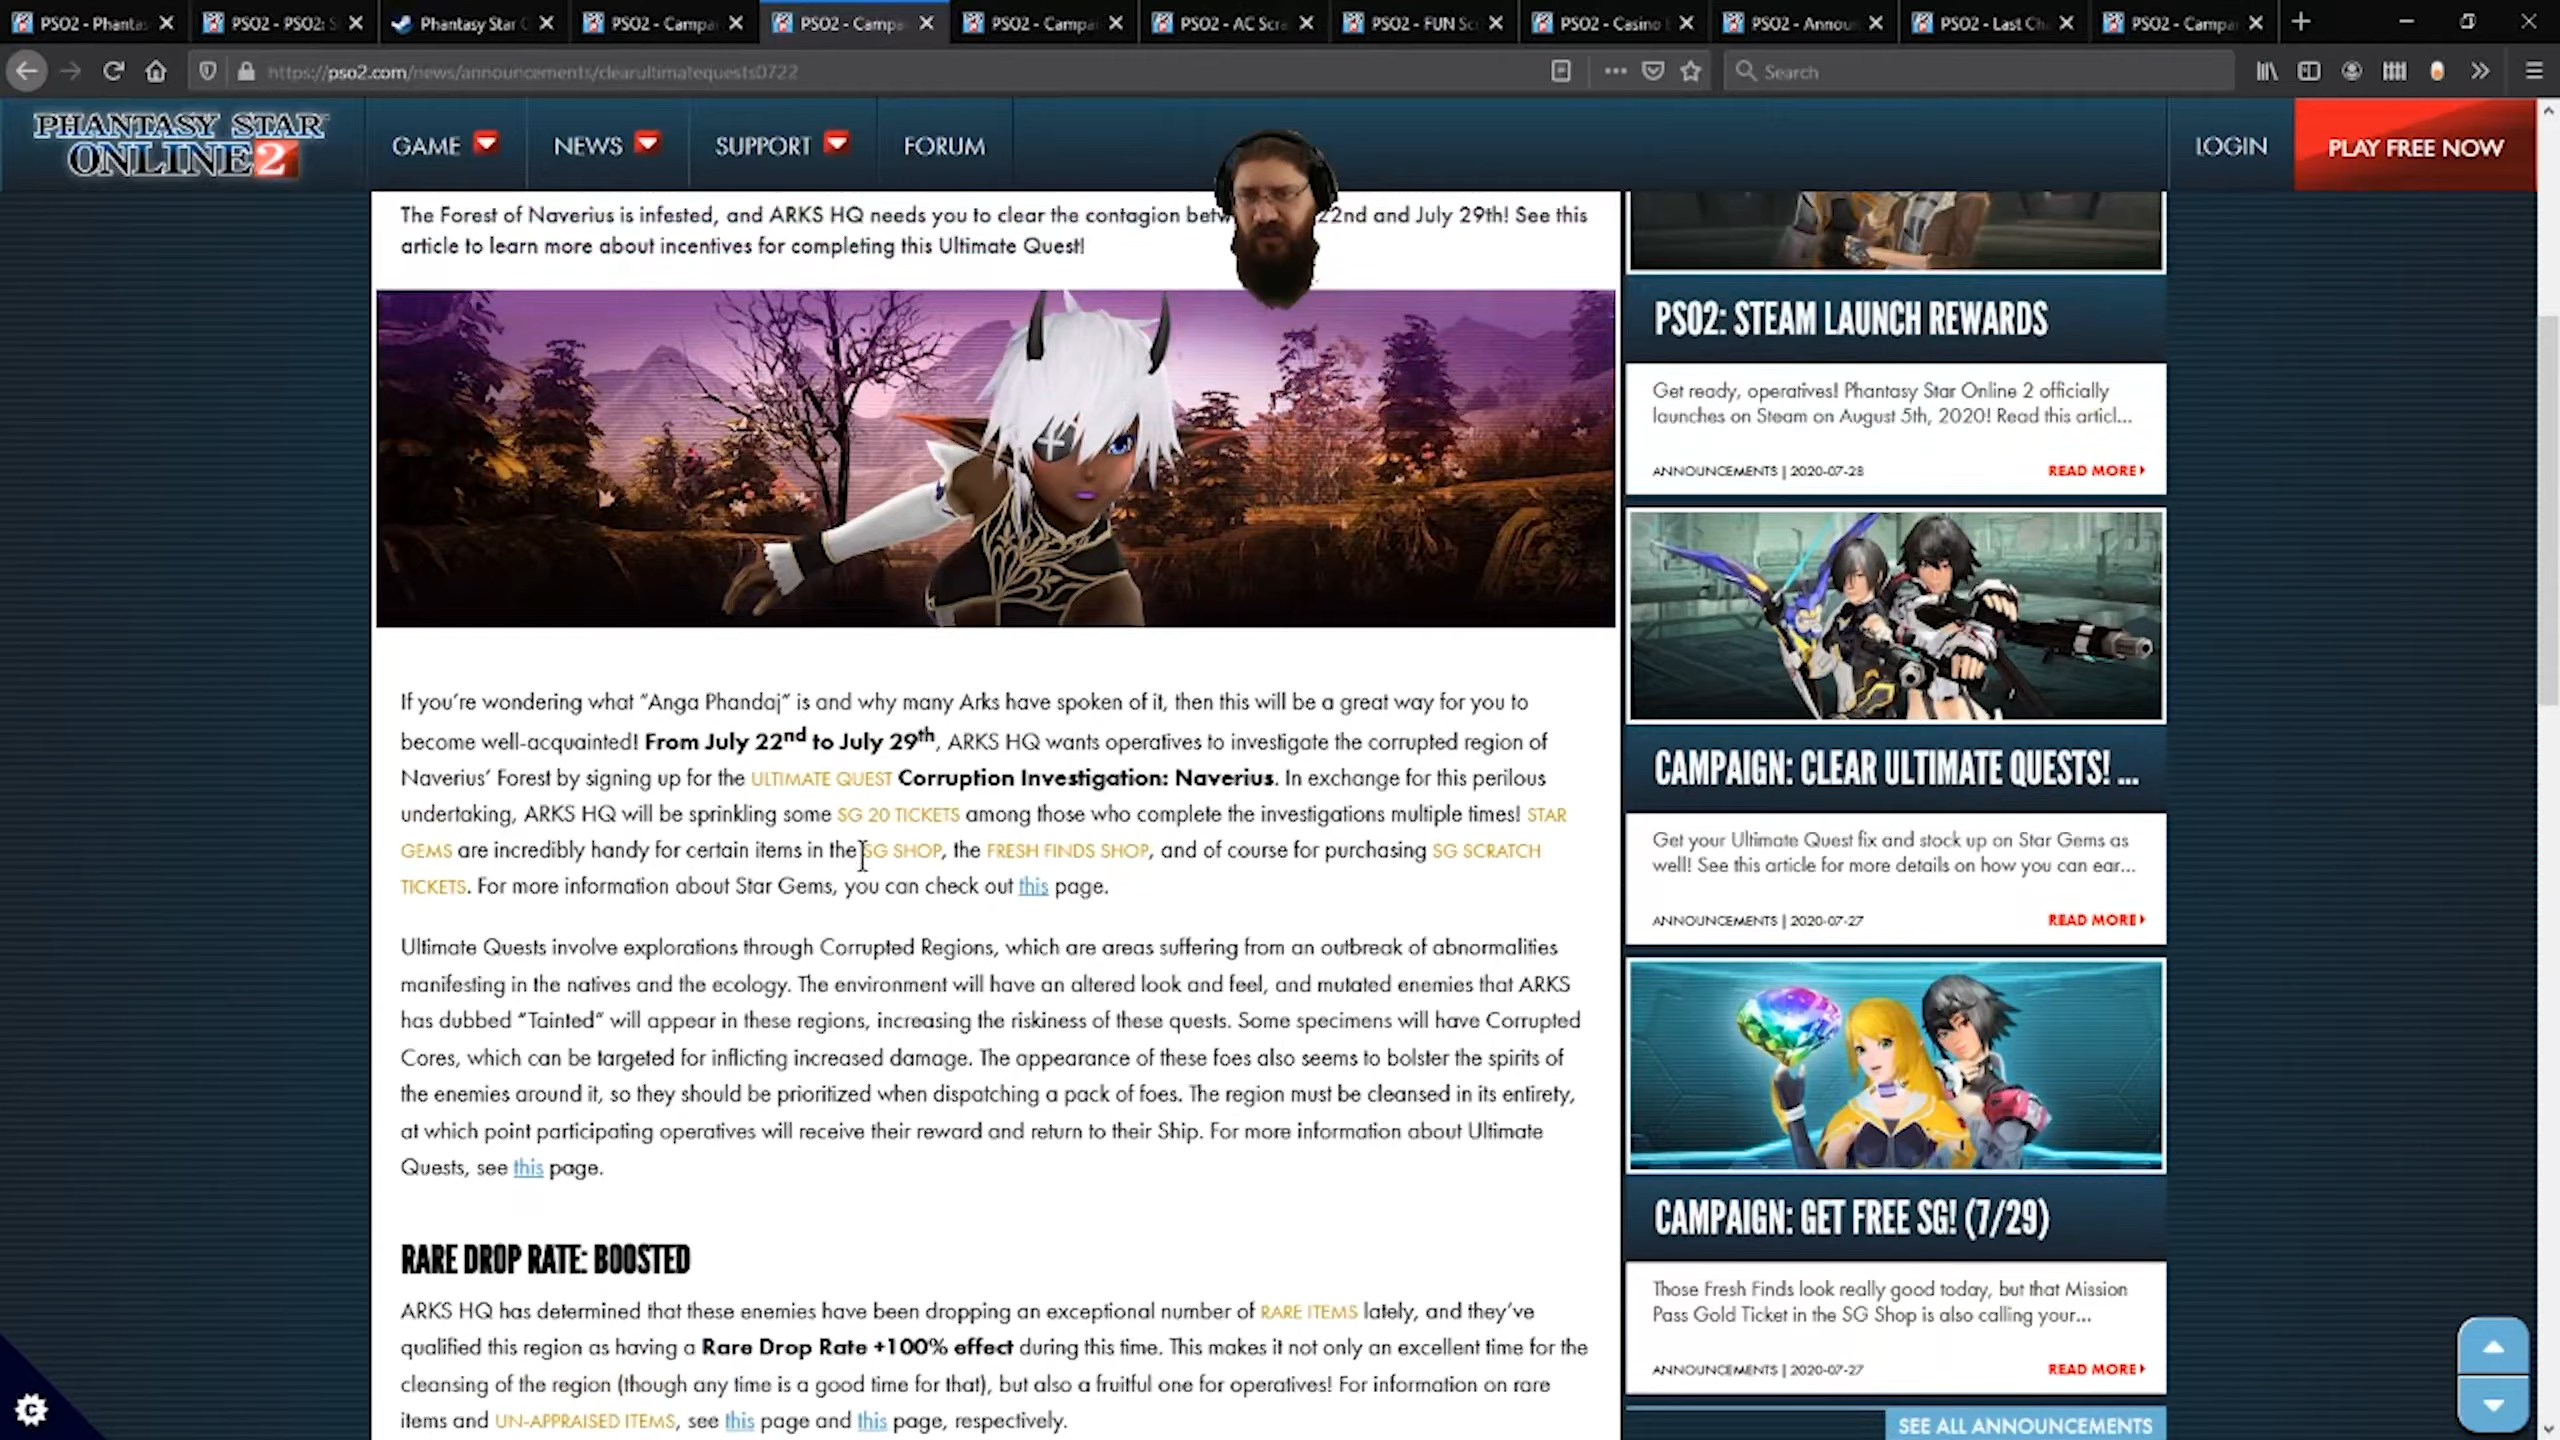 PSO2 - Phanta
PSO2 - PSO2: S
Phantasy Star O
PSO2 - Campa
PSO2 - Campa
PSO2 - Campa
PSO2 - AC Scra
PSO2 - FUN Sc
PSO2 - Casino
PSO2 - Annou
PSO2 - Last Ch
PSO2 - Campa
https://pso2.com/news/announcements/clearultimatequests0722
Search
PHANTASY STAR
ONLINE 2
GAME
NEWS
SUPPORT
FORUM
LOGIN
PLAY FREE NOW
The Forest of Naverius is infested, and ARKS HQ needs you to clear the contagion 22nd and July 29th! See this
article to learn more about incentives for completing this Ultimate Quest!
If you're wondering what "Anga Phandaj" is and why many Arks have spoken of it, then this will be a great way for you to
become well-acquainted! From July 22nd to July 29th, ARKS HQ wants operatives to investigate the corrupted region of
Naverius' Forest by signing up for the ULTIMATE QUEST Corruption Investigation: Naverius. In exchange for this perilous
undertaking, ARKS HQ will be sprinkling some SG 20 TICKETS among those who complete the investigations multiple times! STAR
GEMS are incredibly handy for certain items in the SG SHOP, the FRESH FINDS SHOP, and of course for purchasing SG SCRATCH
TICKETS. For more information about Star Gems, you can check out this page.
Ultimate Quests involve explorations through Corrupted Regions, which are areas suffering from an outbreak of abnormalities
manifesting in the natives and the ecology. The environment will have an altered look and feel, and mutated enemies that ARKS
has dubbed "Tainted" will appear in these regions, increasing the riskiness of these quests. Some specimens will have Corrupted
Cores, which can be targeted for inflicting increased damage. The appearance of these foes also seems to bolster the spirits of
the enemies around it, so they should be prioritized when dispatching a pack of foes. The region must be cleansed in its entirety,
at which point participating operatives will receive their reward and return to their Ship. For more information about Ultimate
Quests, see this page.
RARE DROP RATE: BOOSTED
ARKS HQ has determined that these enemies have been dropping an exceptional number of RARE ITEMS lately, and they've
qualified this region as having a Rare Drop Rate +100% effect during this time. This makes it not only an excellent time for the
cleansing of the region (though any time is a good time for that), but also a fruitful one for operatives! For information on rare
items and UN-APPRAISED ITEMS, see this page and this page, respectively.
PSO2: STEAM LAUNCH REWARDS
Get ready, operatives! Phantasy Star Online 2 officially
launches on Steam on August 5th, 2020! Read this articl...
ANNOUNCEMENTS | 2020-07-28
READ MORE
CAMPAIGN: CLEAR ULTIMATE QUESTS! ...
Get your Ultimate Quest fix and stock up on Star Gems as
well! See this article for more details on how you can ear...
ANNOUNCEMENTS | 2020-07-27
READ MORE
CAMPAIGN: GET FREE SG! (7/29)
Those Fresh Finds look really good today, but that Mission
Pass Gold Ticket in the SG Shop is also calling your...
ANNOUNCEMENTS | 2020-07-27
READ MORE
SEE ALL ANNOUNCEMENTS